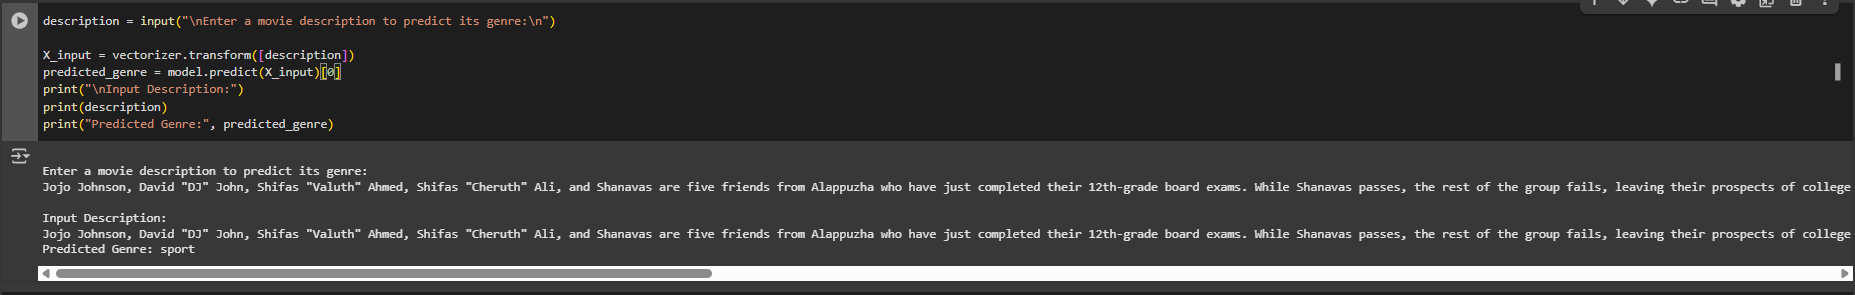 description = input("\nEnter a movie description to predict its genre:\n")
X_input = vectorizer.transform([description])
predicted_genre = model.predict(X_input)[0]
print("\nInput Description:")
print(description)
print("Predicted Genre:", predicted_genre)
Enter a movie description to predict its genre:
Jojo Johnson, David "DJ" John, Shifas "Valuth" Ahmed, Shifas "Cheruth" Ali, and Shanavas are five friends from Alappuzha who have just completed their 12th-grade board exams. While Shanavas passes, the rest of the group fails, leaving their prospects of college
Input Description:
Jojo Johnson, David "DJ" John, Shifas "Valuth" Ahmed, Shifas "Cheruth" Ali, and Shanavas are five friends from Alappuzha who have just completed their 12th-grade board exams. While Shanavas passes, the rest of the group fails, leaving their prospects of college
Predicted Genre: sport